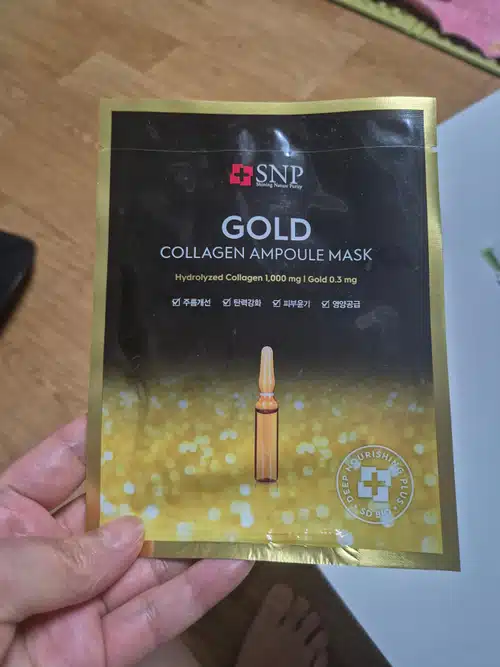 SNP
Sharing Nature Purity
GOLD
COLLAGEN AMPOULE MASK
Hydrolyzed Collagen 1,000 mg I Gold 0.3 mg
주름개선 탄력강화 피부윤기 영양공급
DEEP NOURISHING PLUS